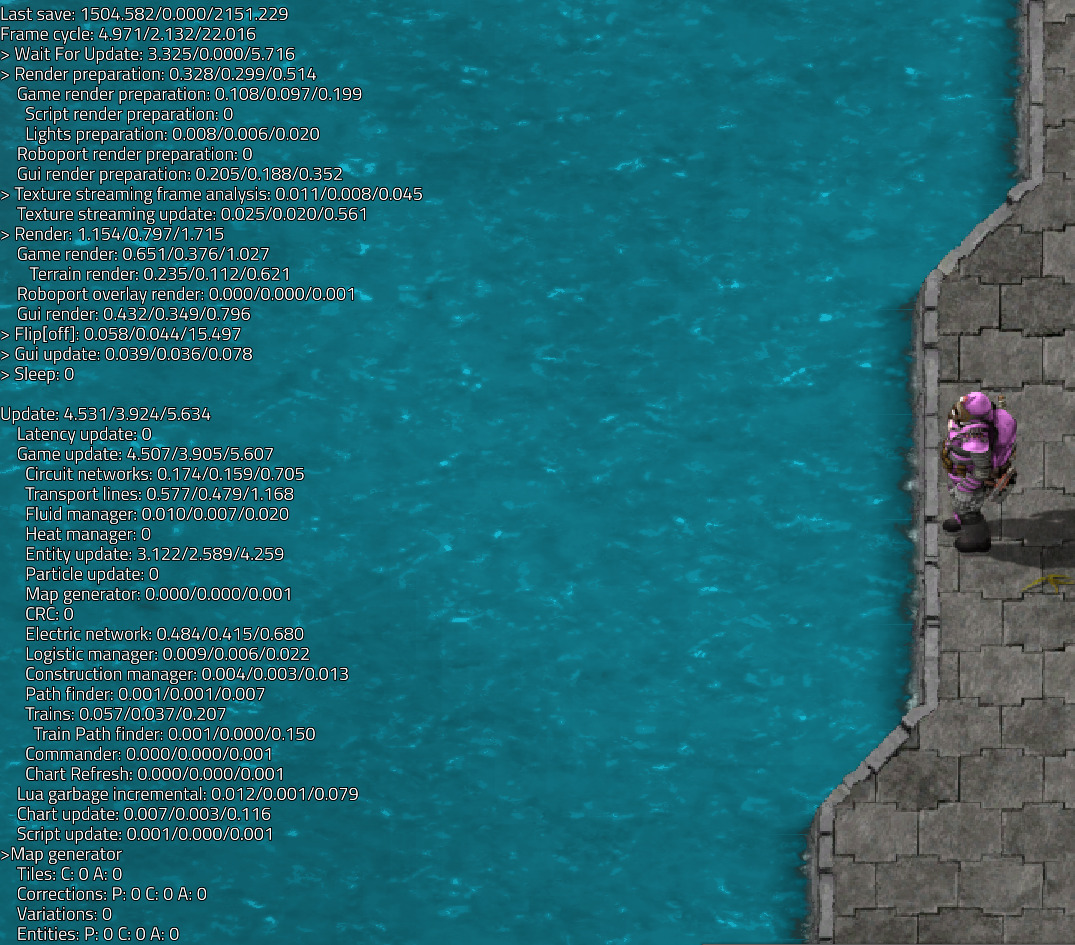 Last save: 1504.582/0.000/2151.229
Frame cycle: 4.971/2.132/22.016
> Wait For Update: 3.325/0.000/5.716
> Render preparation: 0.328/0.299/0.514
Game render preparation: 0.108/0.097/0.199
Script render preparation: 0
Lights preparation: 0.008/0.006/0.020
Roboport render preparation: 0
Gui render preparation: 0.205/0.188/0.352
> Texture streaming frame analysis: 0.011/0.008/0.045
Texture streaming update: 0.025/0.020/0.561
> Render: 1.154/0.797/1.715
Game render: 0.651/0.376/1.027
Terrain render: 0.235/0.112/0.621
Roboport overlay render: 0.000/0.000/0.001
Gui render: 0.432/0.349/0.796
> Flip[off]: 0.058/0.044/15.497
> Gui update: 0.039/0.036/0.078
> Sleep: 0
Update: 4.531/3.924/5.634
Latency update: 0
Game update: 4.507/3.905/5.607
Circuit networks: 0.174/0.159/0.705
Transport lines: 0.577/0.479/1.168
Fluid manager: 0.010/0.007/0.020
Heat manager: 0
Entity update: 3.122/2.589/4.259
Particle update: 0
Map generator: 0.000/0.000/0.001
CRC: 0
Electric network: 0.484/0.415/0.680
Logistic manager: 0.009/0.006/0.022
Construction manager: 0.004/0.003/0.013
Path finder: 0.001/0.001/0.007
Trains: 0.057/0.037/0.207
Train Path finder: 0.001/0.000/0.150
Commander: 0.000/0.000/0.001
Chart Refresh: 0.000/0.000/0.001
Lua garbage incremental: 0.012/0.001/0.079
Chart update: 0.007/0.003/0.116
Script update: 0.001/0.000/0.001
>Map generator
Tiles: C: 0 A: 0
Corrections: P: 0 C: 0 A: 0
Variations: 0
Entities: P: 0 C: 0 A: 0